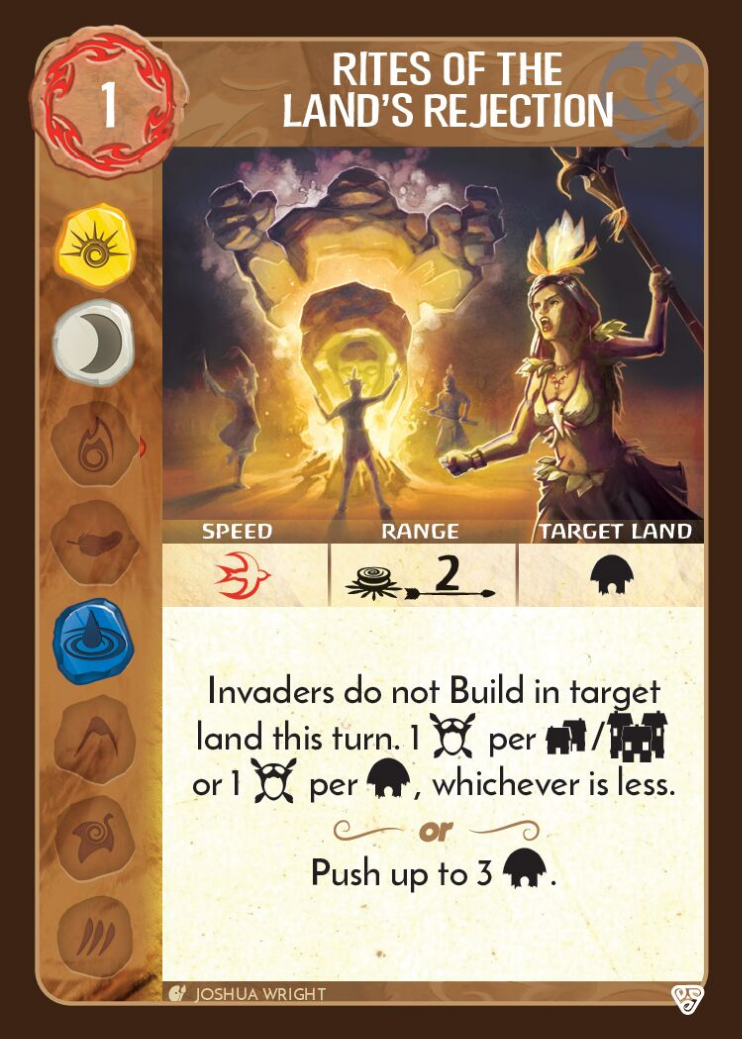 1
RITES OF THE
LAND'S REJECTION
SPEED RANGE TARGET LAND
2
Invaders do not Build in target
land this turn. 1 per /
or 1 per , whichever is less.
or
Push up to 3 .
JOSHUA WRIGHT